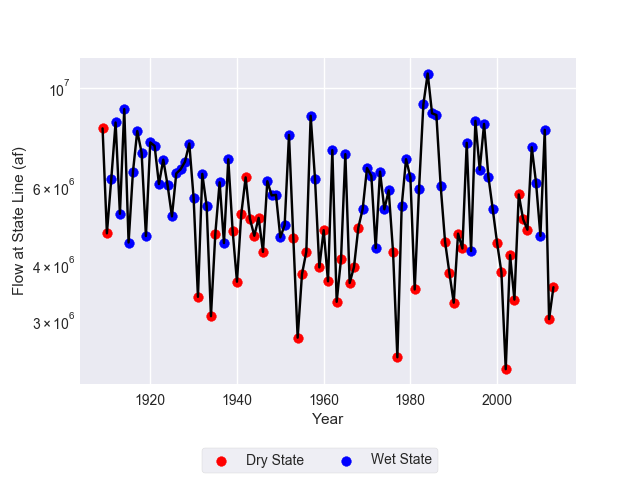 10⁷
6 × 10⁶
4 × 10⁶
3 × 10⁶
Flow at State Line (af)
1920 1940 1960 1980 2000
Year
Dry State Wet State